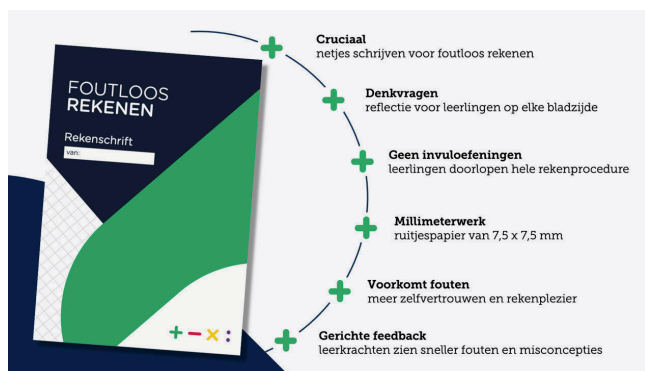 FOUTLOOS
REKENEN
Rekenschrift
van:
Cruciaal
netjes schrijven voor foutloos rekenen
Denkvragen
reflectie voor leerlingen op elke bladzijde
Geen invuloefeningen
leerlingen doorlopen hele rekenprocedure
Millimeterwerk
ruitjespapier van 7,5 x 7,5 mm
Voorkomt fouten
meer zelfvertrouwen en rekenplezier
Gerichte feedback
leerkrachten zien sneller fouten en misconcepties
+ − × :